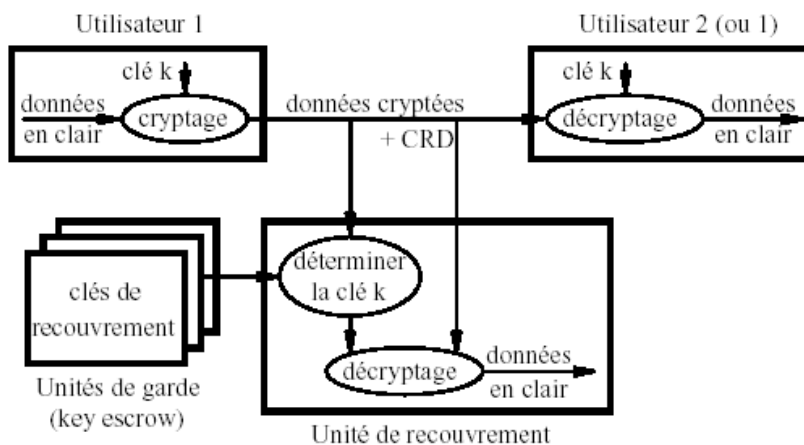 Utilisateur 1
Utilisateur 2 (ou 1)
clé k
données
en clair
cryptage
données cryptées
+ CRD
clé k
décryptage
données
en clair
clés de
recouvrement
déterminer
la clé k
décryptage
données
en clair
Unités de garde
(key escrow)
Unité de recouvrement